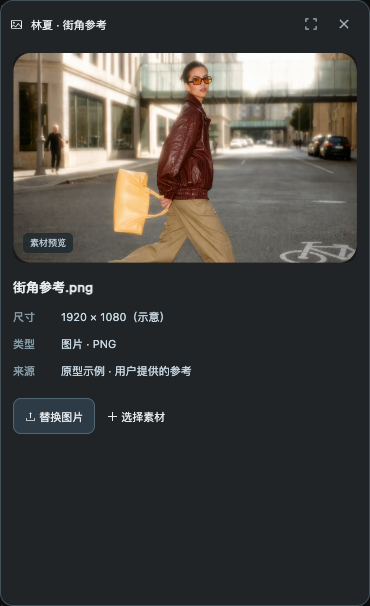 林夏 · 街角参考
素材预览
街角参考.png
尺寸 1920 × 1080（示意）
类型 图片 · PNG
来源 原型示例 · 用户提供的参考
替换图片 选择素材